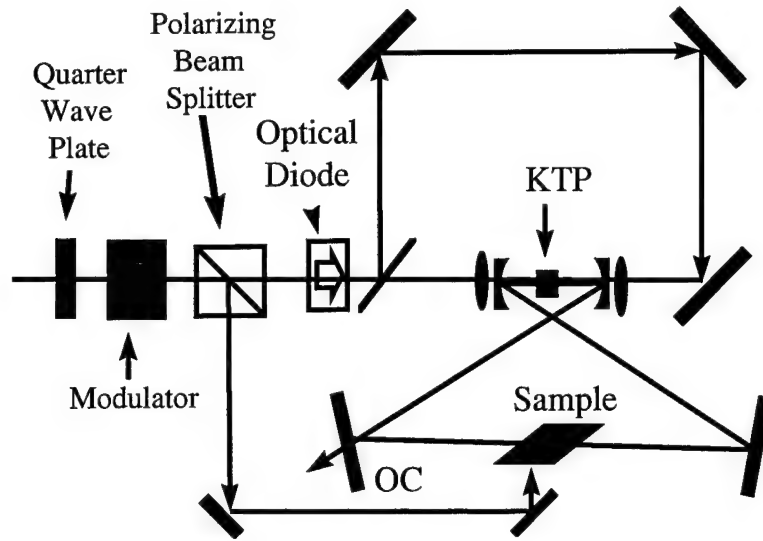 Polarizing
Beam
Splitter
Quarter
Wave
Plate
Optical
Diode
KTP
Modulator
Sample
OC